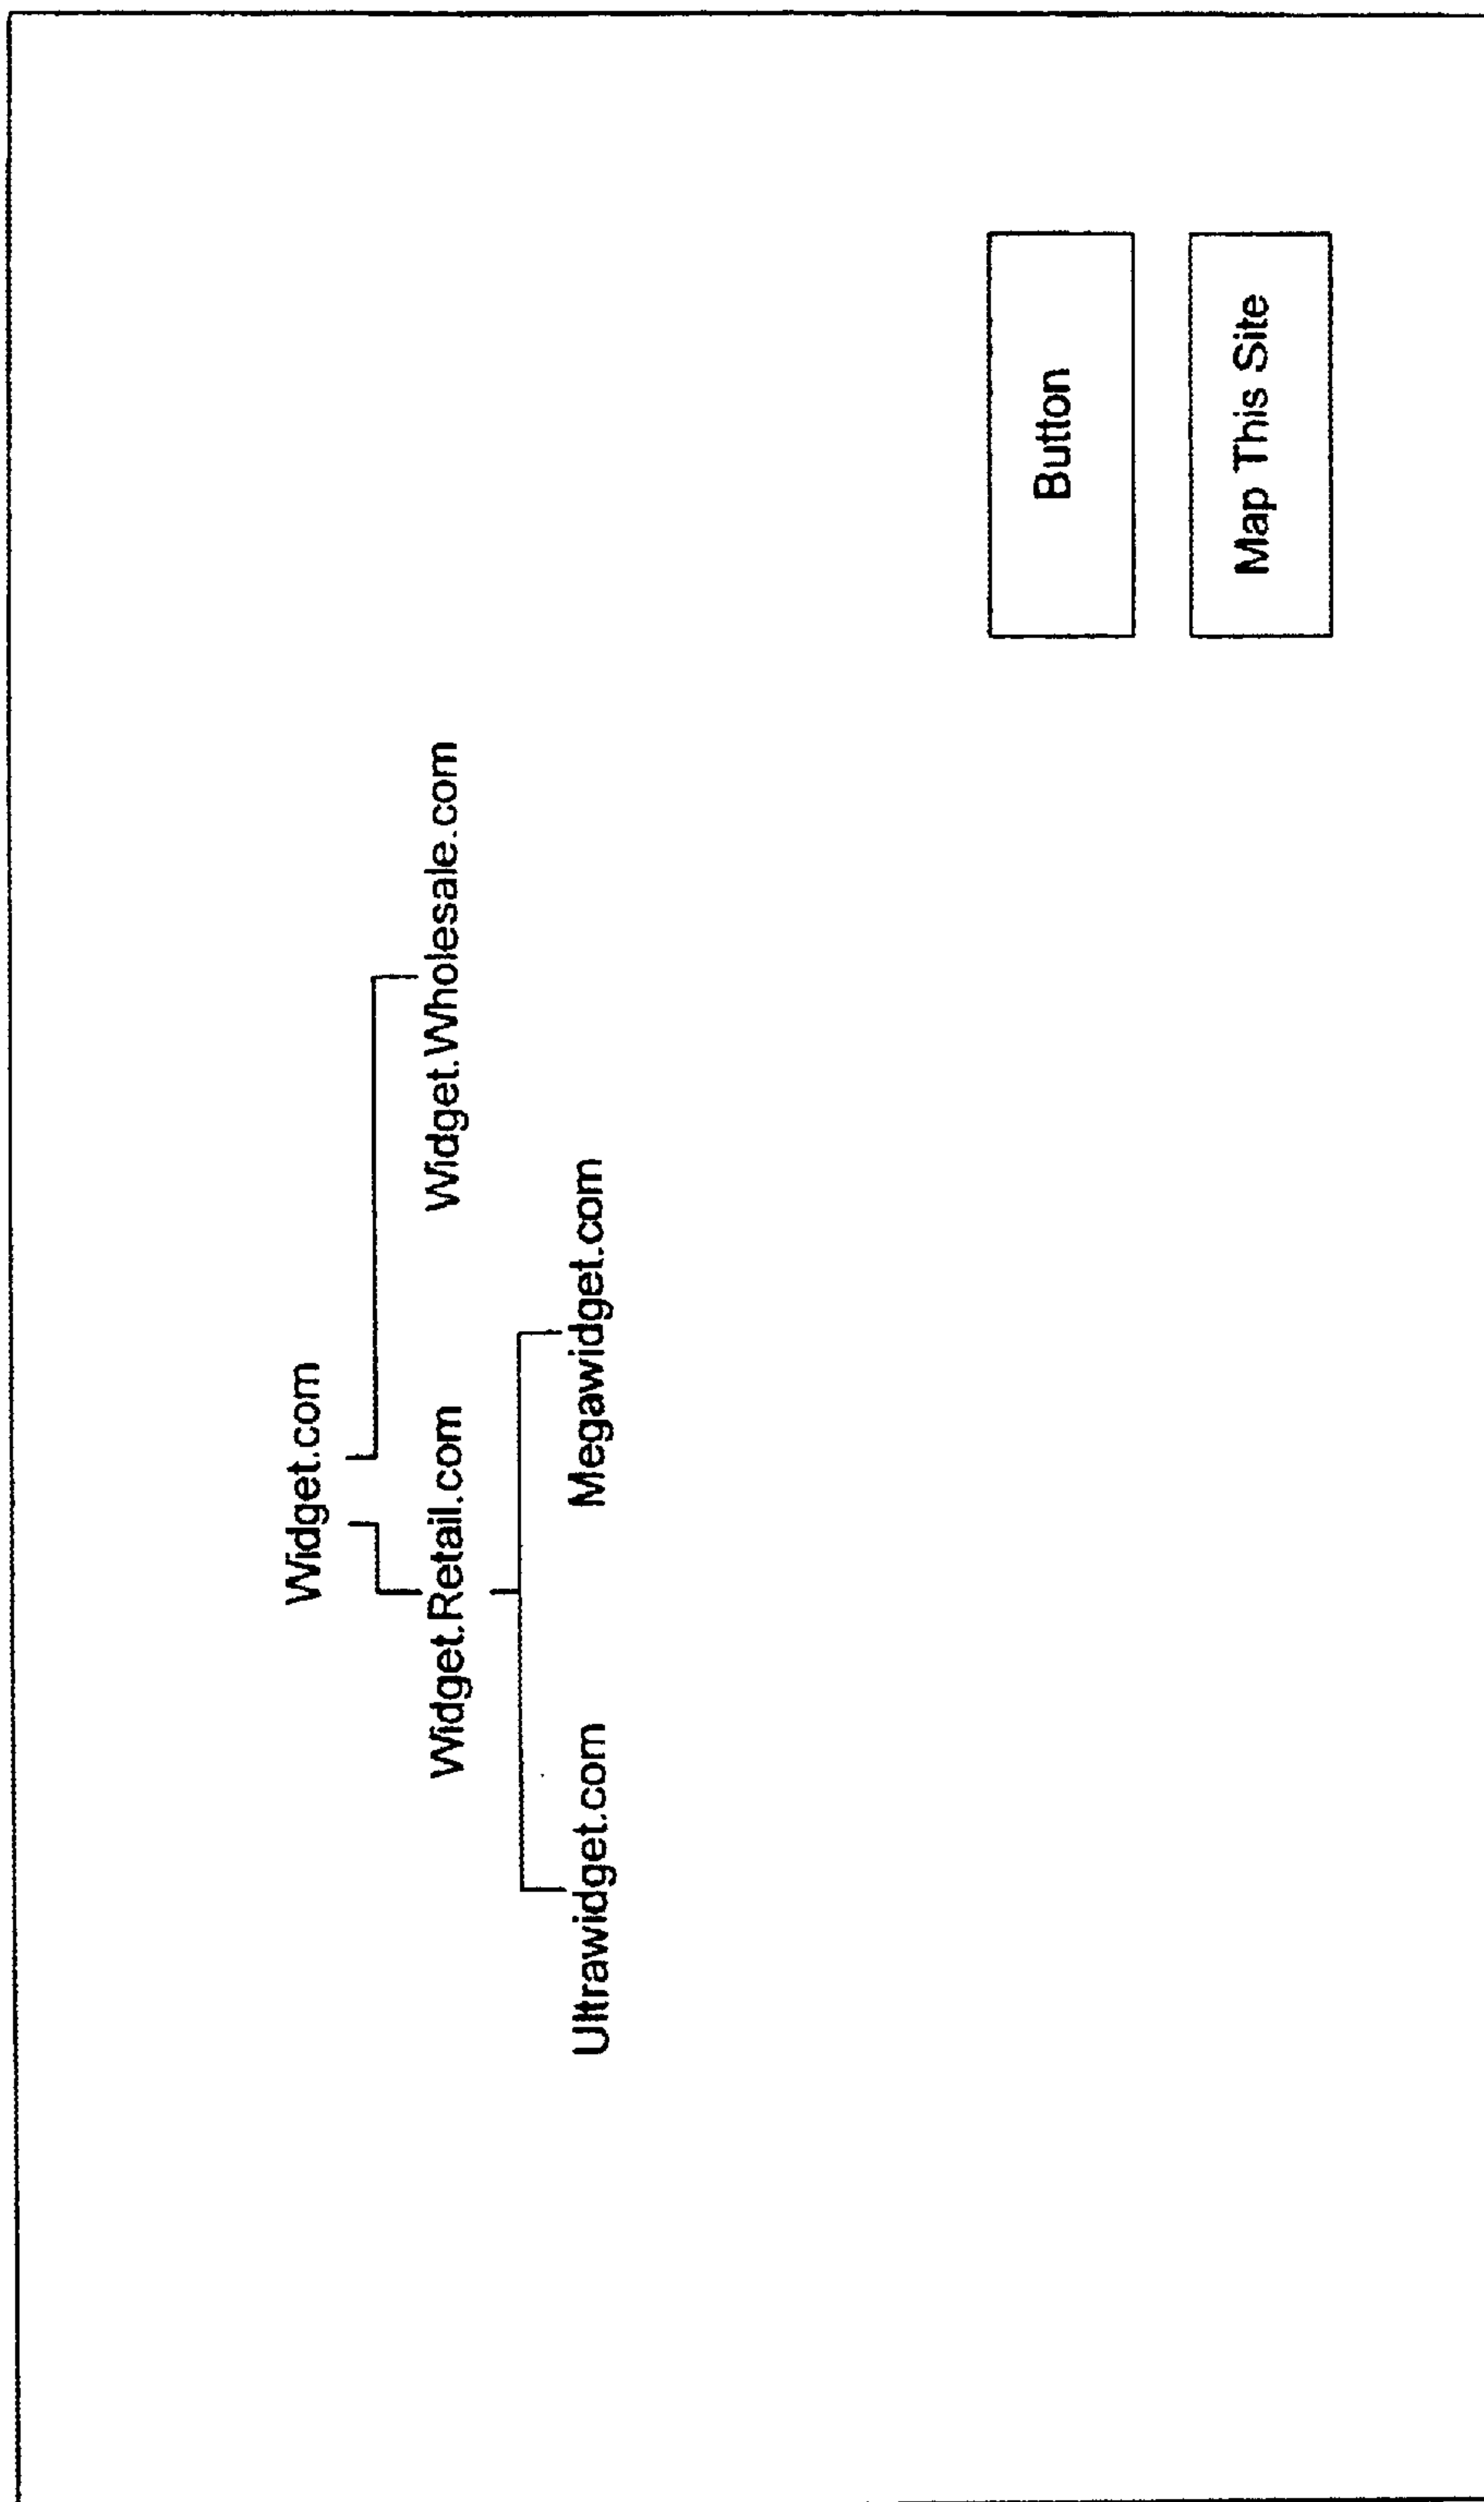 Widget.com
Widget.Retail.com
Widget.Wholesale.com
Ultrawidget.com
Megawidget.com
Button
Map This Site